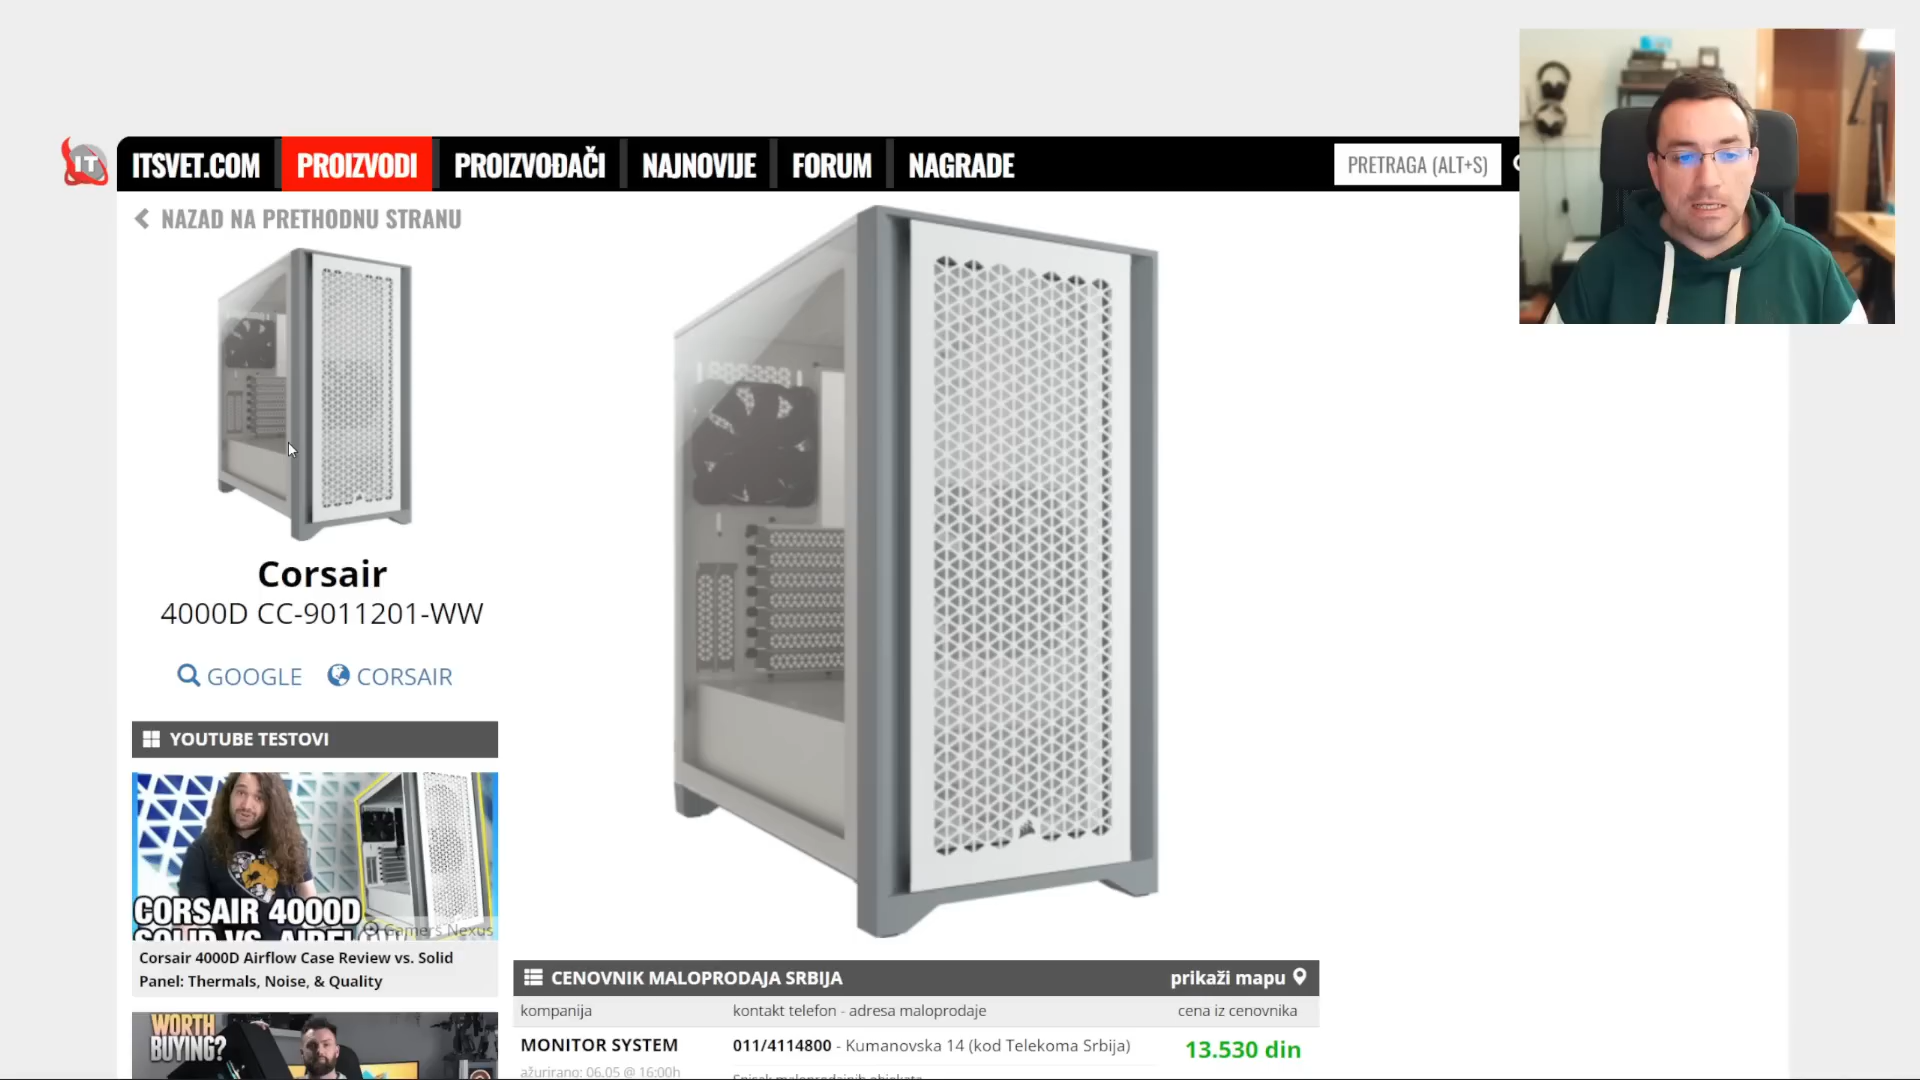 IT
ITSVET.COM
PROIZVODI
PROIZVOĐAČI
NAJNOVIJE
FORUM
NAGRADE
PRETRAGA (ALT+S)
NAZAD NA PRETHODNU STRANU
Corsair
4000D CC-9011201-WW
GOOGLE
CORSAIR
YOUTUBE TESTOVI
CORSAIR 4000D
SOLID VS. AIRFLOW
Gamers Nexus
Corsair 4000D Airflow Case Review vs. Solid
Panel: Thermals, Noise, & Quality
WORTH
BUYING?
CENOVNIK MALOPRODAJA SRBIJA
prikaži mapu
kompanija
kontakt telefon - adresa maloprodaje
cena iz cenovnika
MONITOR SYSTEM
011/4114800 - Kumanovska 14 (kod Telekoma Srbija)
13.530 din
ažurirano: 06.05 @ 16:00h